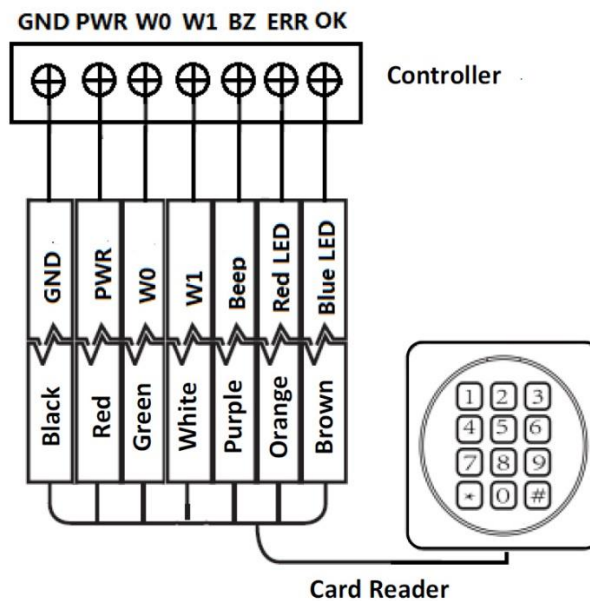 GND PWR W0 W1 BZ ERR OK
Controller
GND
PWR
W0
W1
Beep
Red LED
Blue LED
Black
Red
Green
White
Purple
Orange
Brown
1 2 3
4 5 6
7 8 9
* 0 #
Card Reader